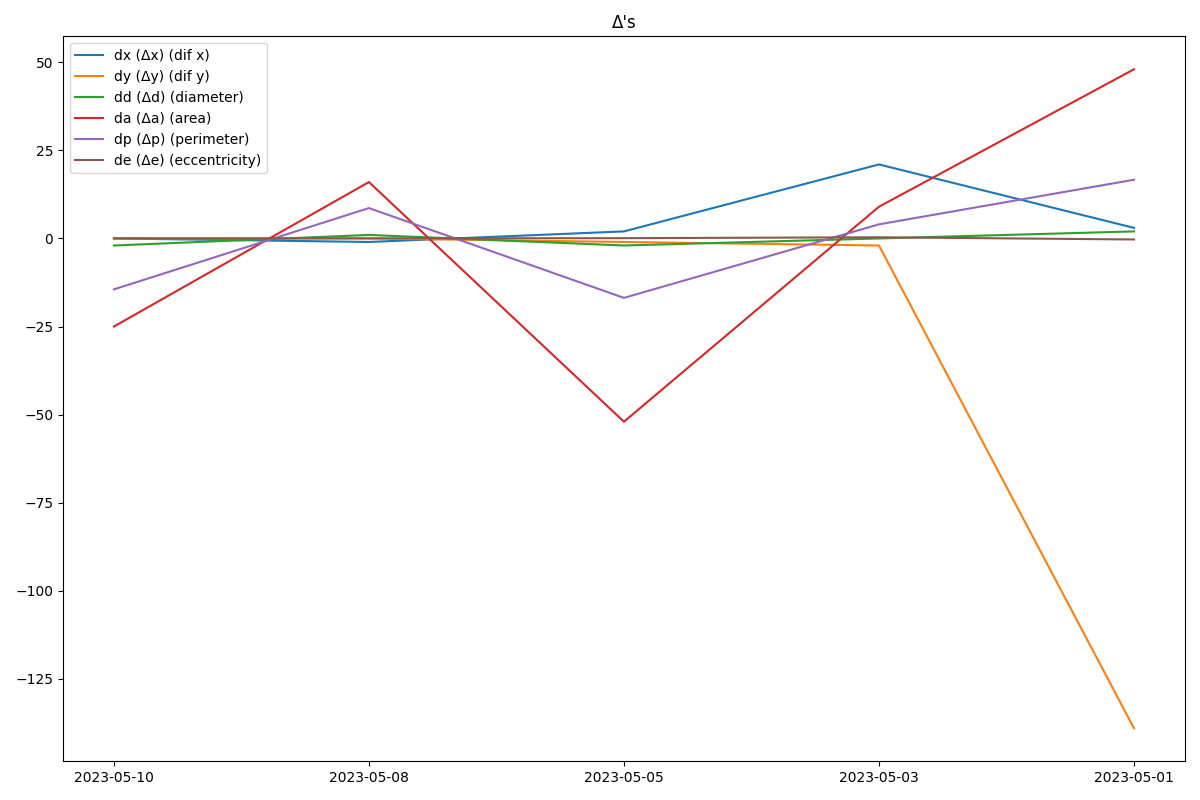 Δ's
dx (Δx) (dif x)
dy (Δy) (dif y)
dd (Δd) (diameter)
da (Δa) (area)
dp (Δp) (perimeter)
de (Δe) (eccentricity)
50
25
0
−25
−50
−75
−100
−125
2023-05-10 2023-05-08 2023-05-05 2023-05-03 2023-05-01